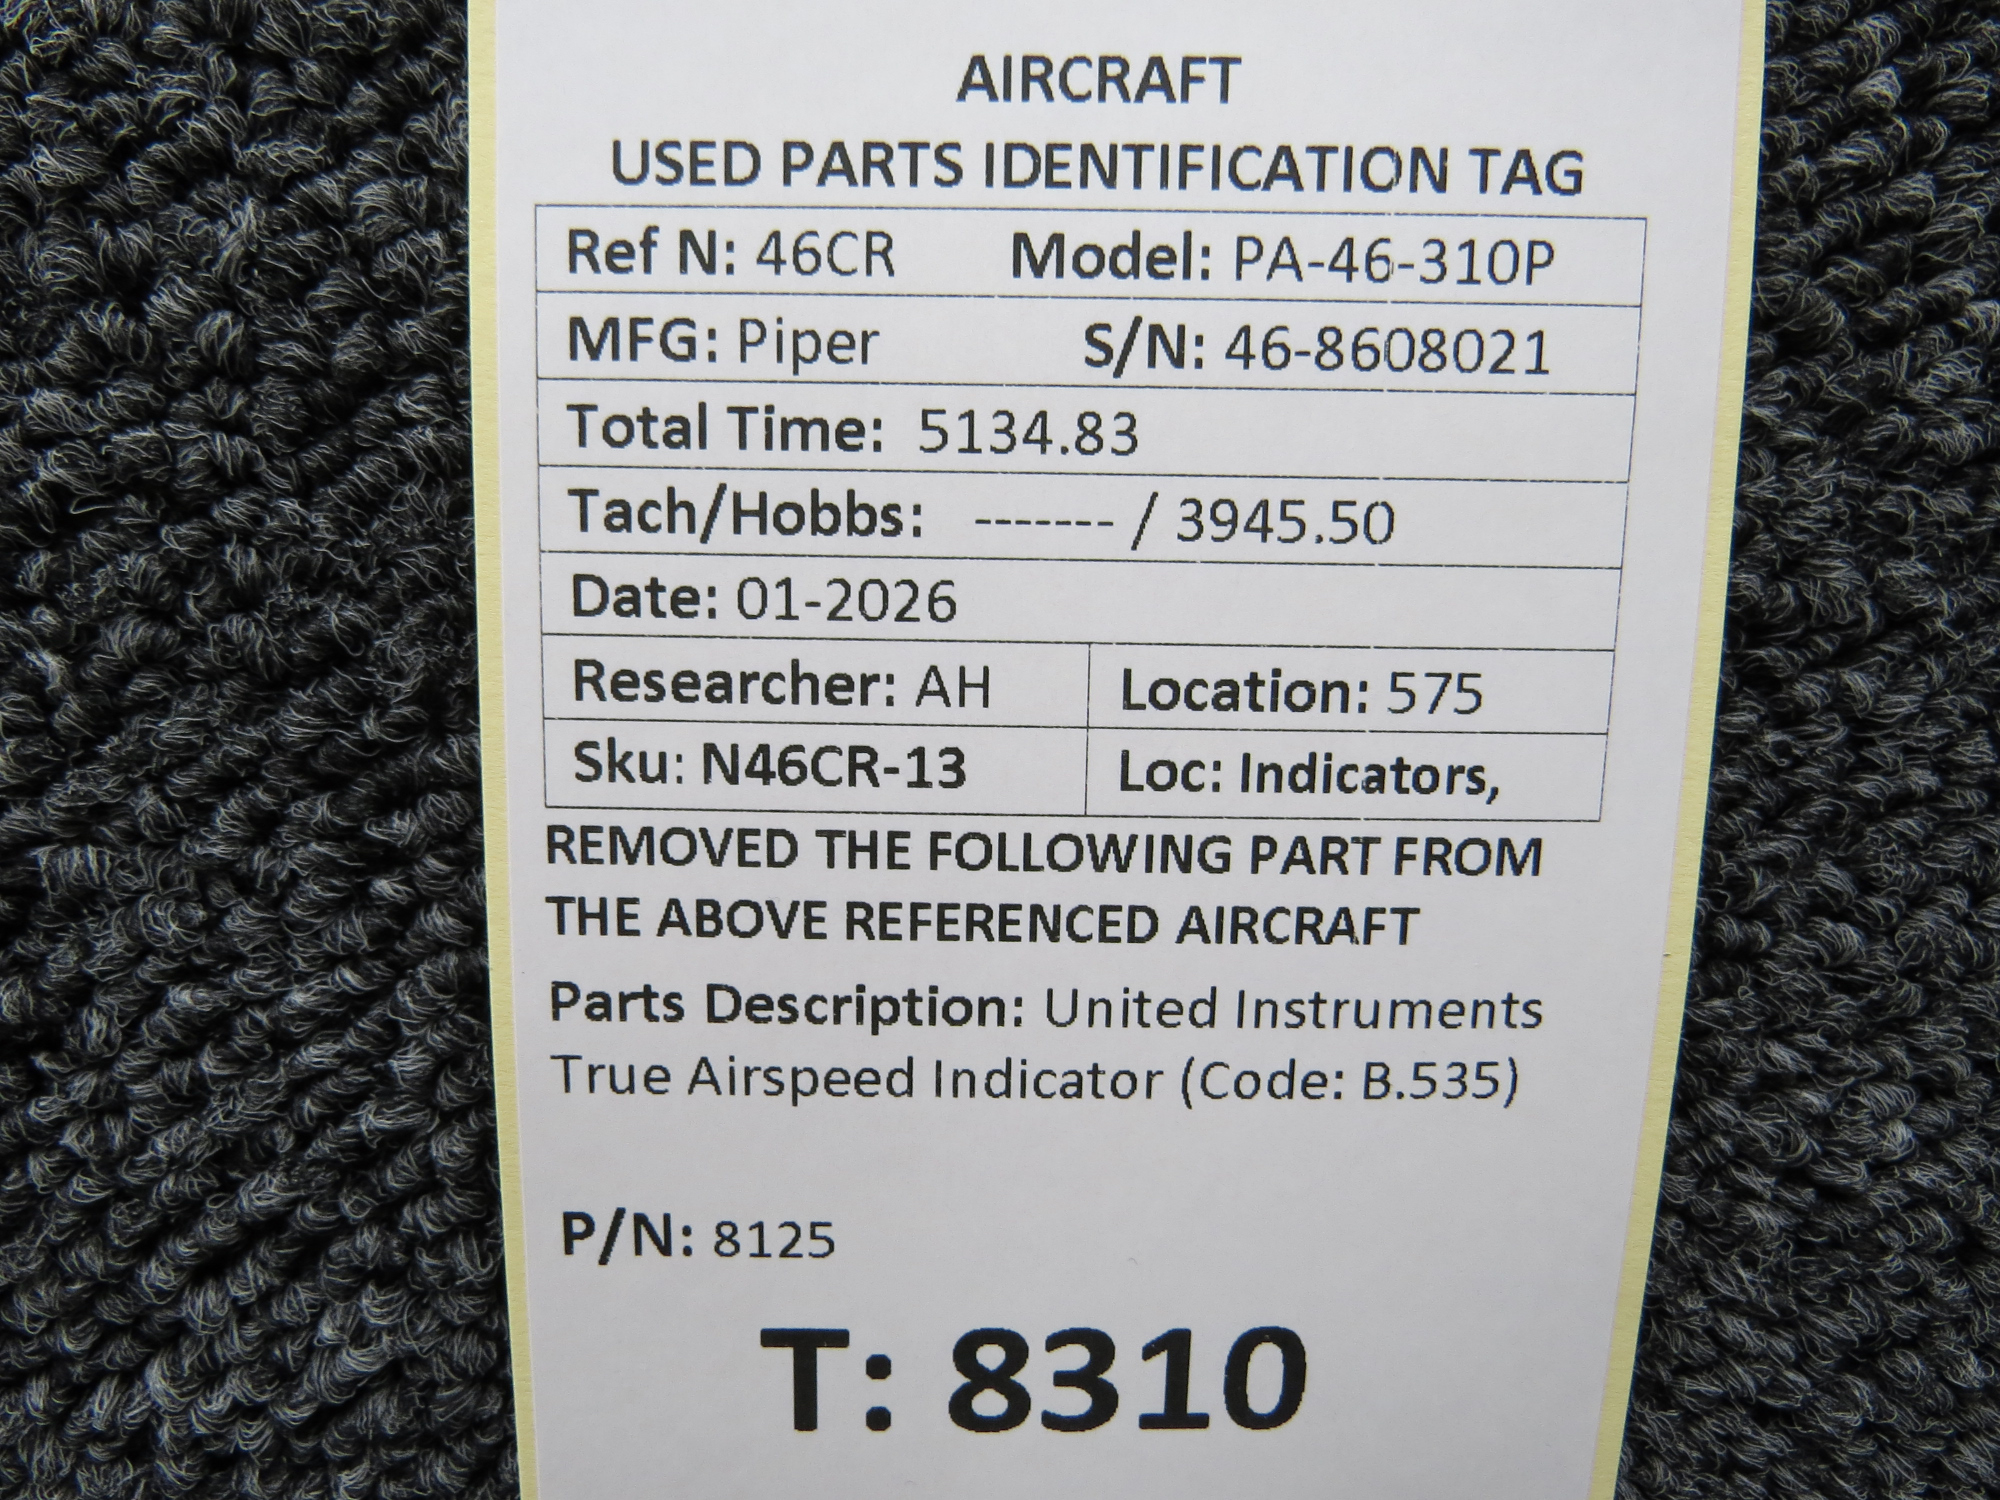 AIRCRAFT
USED PARTS IDENTIFICATION TAG
Ref N: 46CR Model: PA-46-310P
MFG: Piper S/N: 46-8608021
Total Time: 5134.83
Tach/Hobbs: ------- / 3945.50
Date: 01-2026
Researcher: AH Location: 575
Sku: N46CR-13 Loc: Indicators,
REMOVED THE FOLLOWING PART FROM
THE ABOVE REFERENCED AIRCRAFT
Parts Description: United Instruments
True Airspeed Indicator (Code: B.535)
P/N: 8125
T: 8310